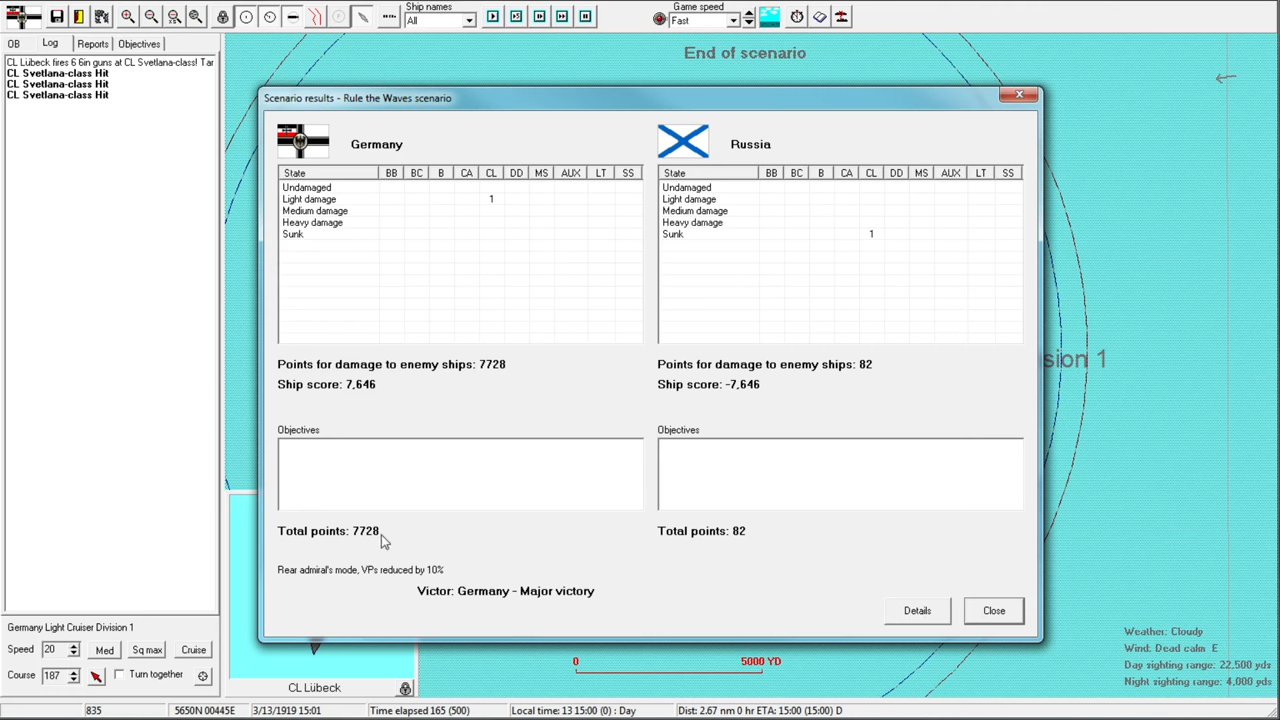 Ship names
All
Game speed
Fast
OB Log Reports Objectives
CL Lübeck fires 6 6in guns at CL Svetlana-class! Tar
CL Svetlana-class Hit
CL Svetlana-class Hit
CL Svetlana-class Hit
End of scenario
Scenario results - Rule the Waves scenario
Germany
State BB BC B CA CL DD MS AUX LT SS
Undamaged
Light damage 1
Medium damage
Heavy damage
Sunk
Points for damage to enemy ships: 7728
Ship score: 7,646
Objectives
Total points: 7728
Russia
State BB BC B CA CL DD MS AUX LT SS
Undamaged
Light damage
Medium damage
Heavy damage
Sunk 1
Points for damage to enemy ships: 82
Ship score: -7,646
Objectives
Total points: 82
Rear admiral's mode, VPs reduced by 10%
Victor: Germany - Major victory
Details Close
sion 1
Germany Light Cruiser Division 1
Speed 20 Med Sq max Cruise
Course 187 Turn together
CL Lübeck
0 5000 YD
Weather: Cloudy
Wind: Dead calm E
Day sighting range: 22,500 yds
Night sighting range: 4,000 yds
835 5650N 00445E 3/13/1919 15:01 Time elapsed 165 (500) Local time: 13 15:00 (0) : Day Dist: 2.67 nm 0 hr ETA: 15:00 (15:00) D